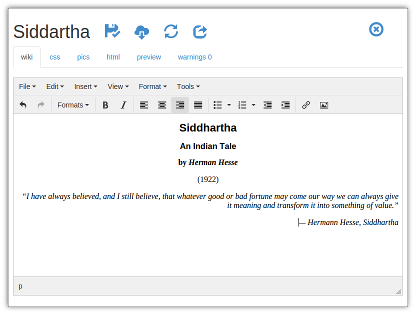 Siddartha
wiki css pics html preview warnings 0
File Edit Insert View Format Tools
Formats B I
Siddhartha
An Indian Tale
by Herman Hesse
(1922)
“I have always believed, and I still believe, that whatever good or bad fortune may come our way we can always give
it meaning and transform it into something of value.”
— Hermann Hesse, Siddhartha
p